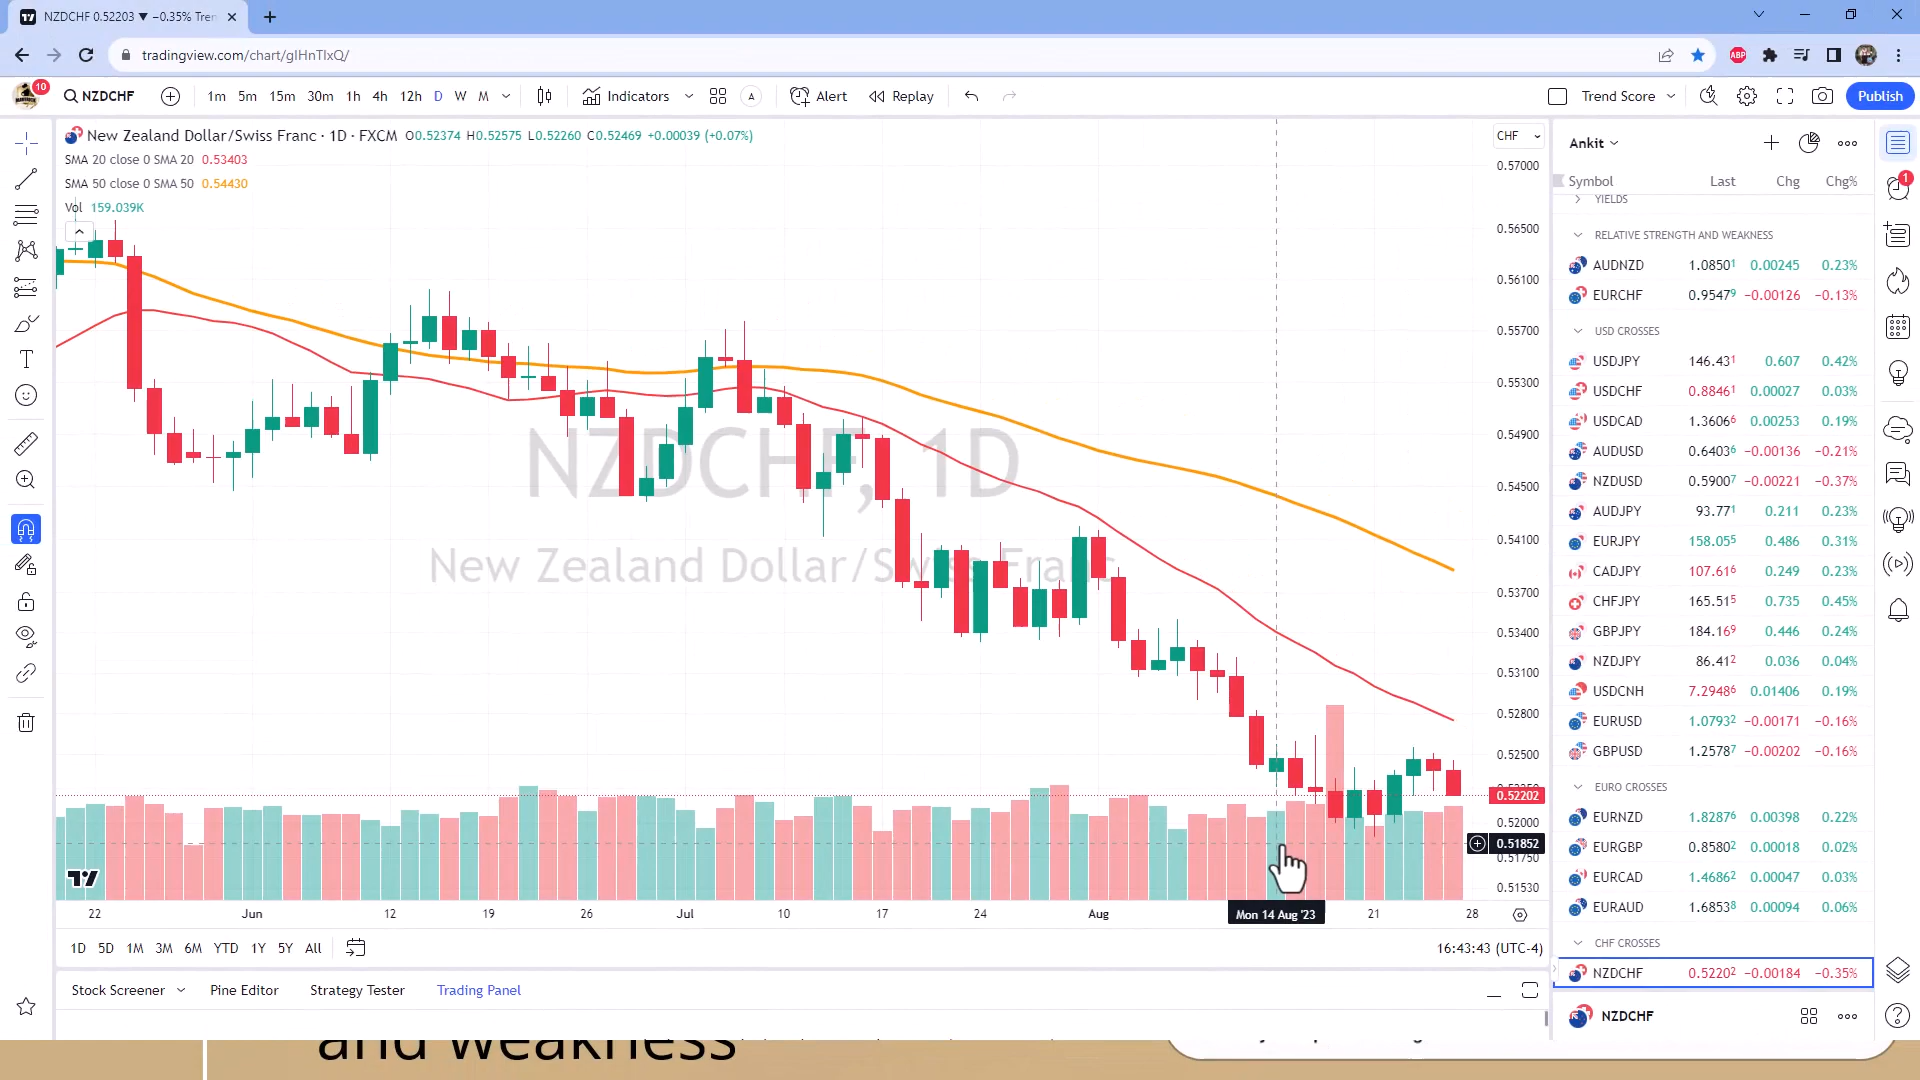 NZDCHF 0.52203 ▼ −0.35% Tren
tradingview.com/chart/gIHnTIxQ/
ABP
10 NZDCHF 1m 5m 15m 30m 1h 4h 12h D W M Indicators A Alert Replay Trend Score Publish
New Zealand Dollar/Swiss Franc · 1D · FXCM O0.52374 H0.52575 L0.52260 C0.52469 +0.00039 (+0.07%)
SMA 20 close 0 SMA 20 0.53403
SMA 50 close 0 SMA 50 0.54430
Vol 159.039K
NZDCHF, 1D
New Zealand Dollar/Swiss Franc
CHF
0.57000
0.56500
0.56100
0.55700
0.55300
0.54900
0.54500
0.54100
0.53700
0.53400
0.53100
0.52800
0.52500
0.52202
0.52000
0.51852
0.51750
0.51530
22 Jun 12 19 26 Jul 10 17 24 Aug Mon 14 Aug '23 21 28
1D 5D 1M 3M 6M YTD 1Y 5Y All 16:43:43 (UTC-4)
Stock Screener Pine Editor Strategy Tester Trading Panel
Ankit
Symbol Last Chg Chg%
1
YIELDS
RELATIVE STRENGTH AND WEAKNESS
AUDNZD 1.08501 0.00245 0.23%
EURCHF 0.95479 −0.00126 −0.13%
USD CROSSES
USDJPY 146.431 0.607 0.42%
USDCHF 0.88461 0.00027 0.03%
USDCAD 1.36066 0.00253 0.19%
AUDUSD 0.64036 −0.00136 −0.21%
NZDUSD 0.59007 −0.00221 −0.37%
AUDJPY 93.771 0.211 0.23%
EURJPY 158.055 0.486 0.31%
CADJPY 107.616 0.249 0.23%
CHFJPY 165.515 0.735 0.45%
GBPJPY 184.169 0.446 0.24%
NZDJPY 86.412 0.036 0.04%
USDCNH 7.29486 0.01406 0.19%
EURUSD 1.07932 −0.00171 −0.16%
GBPUSD 1.25787 −0.00202 −0.16%
EURO CROSSES
EURNZD 1.82876 0.00398 0.22%
EURGBP 0.85802 0.00018 0.02%
EURCAD 1.46862 0.00047 0.03%
EURAUD 1.68538 0.00094 0.06%
CHF CROSSES
NZDCHF 0.52202 −0.00184 −0.35%
NZDCHF
and weakness